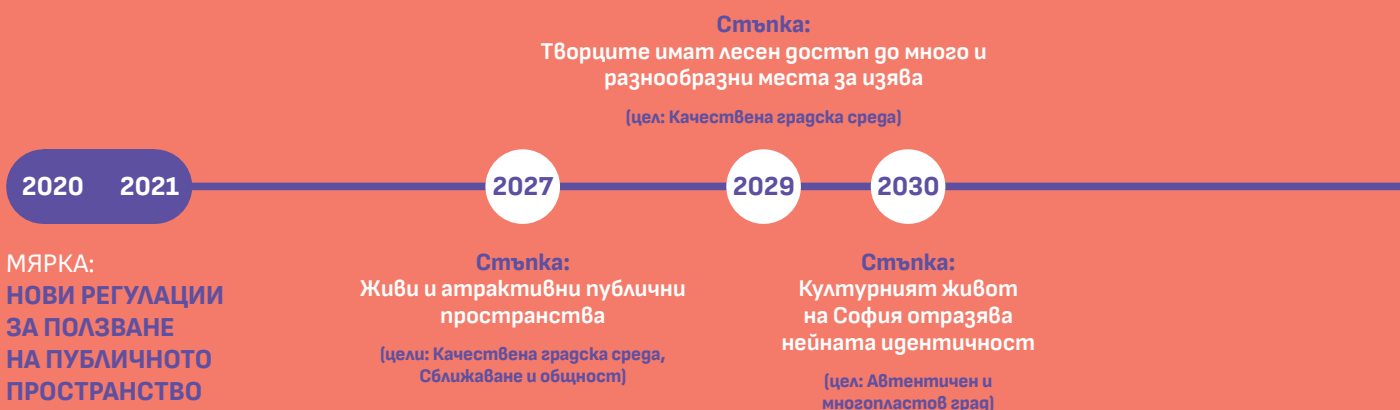 Стъпка:
Творците имат лесен достъп до много и
разнообразни места за изява
(цел: Качествена градска среда)
2020 2021
2027
2029
2030
МЯРКА:
НОВИ РЕГУЛАЦИИ
ЗА ПОЛЗВАНЕ
НА ПУБЛИЧНОТО
ПРОСТРАНСТВО
Стъпка:
Живи и атрактивни публични
пространства
(цели: Качествена градска среда,
Сближаване и общност)
Стъпка:
Културният живот
на София отразява
нейната идентичност
(цел: Автентичен и
многопластов град)